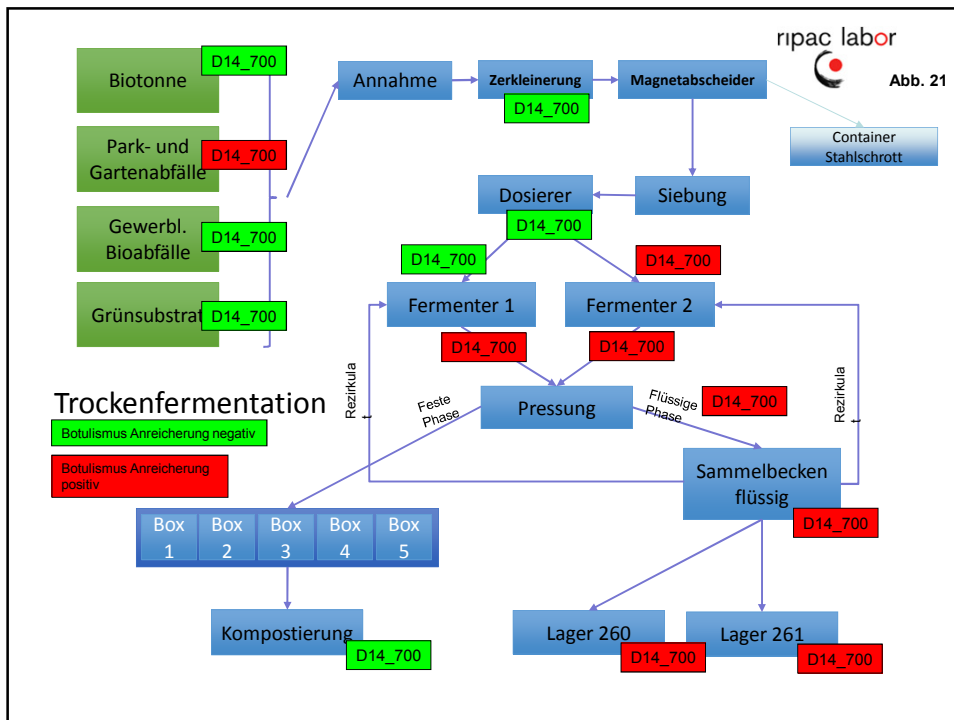 ripac labor
Abb. 21
Biotonne
D14_700
Park- und
Gartenabfälle
D14_700
Gewerbl.
Bioabfälle
D14_700
Grünsubstrat
D14_700
Annahme
Zerkleinerung
D14_700
Magnetabscheider
Container
Stahlschrott
Siebung
Dosierer
D14_700
D14_700
D14_700
Fermenter 1
Fermenter 2
D14_700
D14_700
Rezirkula
t
Rezirkula
t
Pressung
Feste
Phase
Flüssige
Phase
D14_700
Trockenfermentation
Botulismus Anreicherung negativ
Botulismus Anreicherung
positiv
Sammelbecken
flüssig
D14_700
Box
1
Box
2
Box
3
Box
4
Box
5
Kompostierung
D14_700
Lager 260
D14_700
Lager 261
D14_700